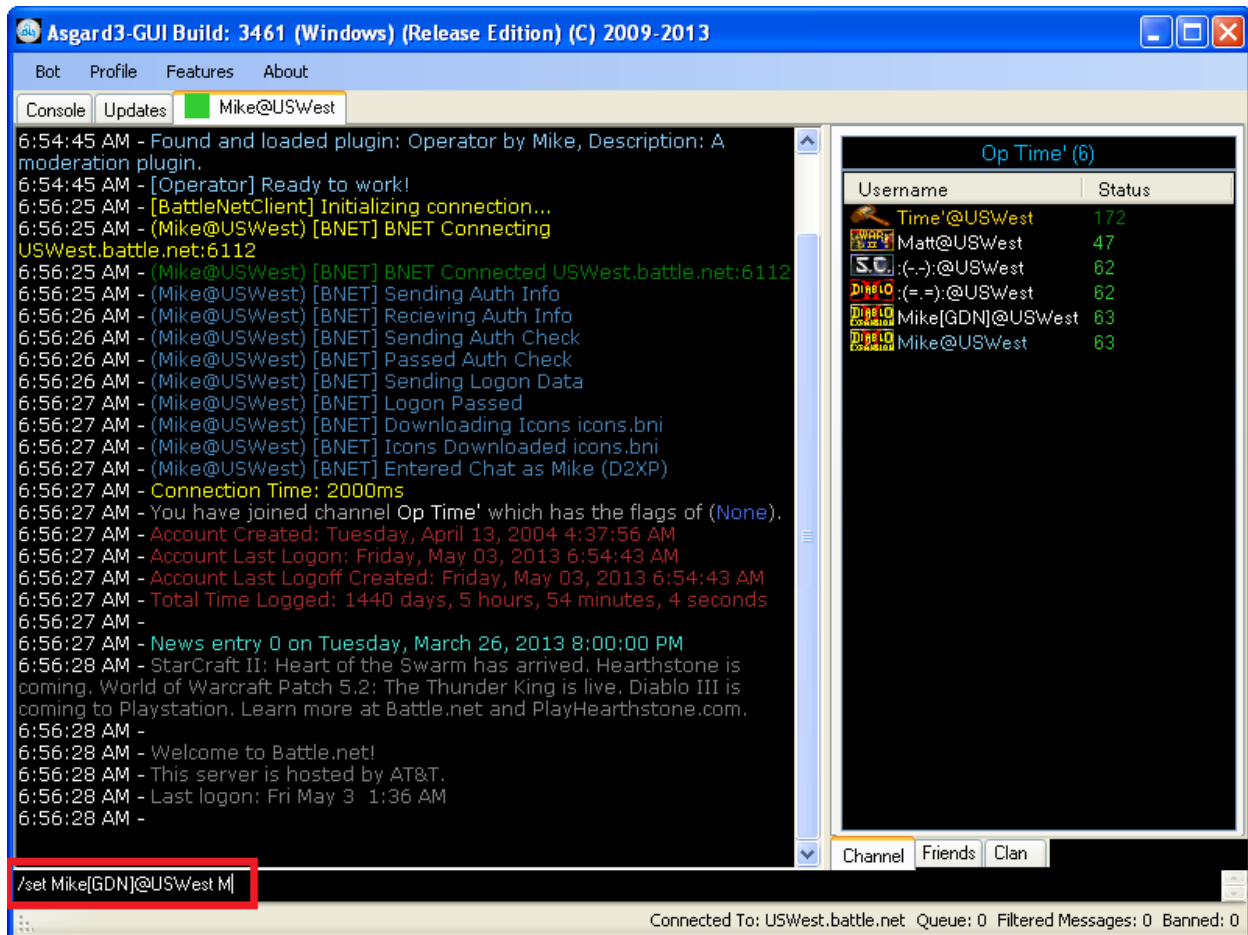 Asgard3-GUI Build: 3461 (Windows) (Release Edition) (C) 2009-2013
Bot Profile Features About
Console Updates Mike@USWest
6:54:45 AM - Found and loaded plugin: Operator by Mike, Description: A
moderation plugin.
6:54:45 AM - [Operator] Ready to work!
6:56:25 AM - [BattleNetClient] Initializing connection...
6:56:25 AM - (Mike@USWest) [BNET] BNET Connecting
USWest.battle.net:6112
6:56:25 AM - (Mike@USWest) [BNET] BNET Connected USWest.battle.net:6112
6:56:25 AM - (Mike@USWest) [BNET] Sending Auth Info
6:56:26 AM - (Mike@USWest) [BNET] Recieving Auth Info
6:56:26 AM - (Mike@USWest) [BNET] Sending Auth Check
6:56:26 AM - (Mike@USWest) [BNET] Passed Auth Check
6:56:26 AM - (Mike@USWest) [BNET] Sending Logon Data
6:56:27 AM - (Mike@USWest) [BNET] Logon Passed
6:56:27 AM - (Mike@USWest) [BNET] Downloading Icons icons.bni
6:56:27 AM - (Mike@USWest) [BNET] Icons Downloaded icons.bni
6:56:27 AM - (Mike@USWest) [BNET] Entered Chat as Mike (D2XP)
6:56:27 AM - Connection Time: 2000ms
6:56:27 AM - You have joined channel Op Time' which has the flags of (None).
6:56:27 AM - Account Created: Tuesday, April 13, 2004 4:37:56 AM
6:56:27 AM - Account Last Logon: Friday, May 03, 2013 6:54:43 AM
6:56:27 AM - Account Last Logoff Created: Friday, May 03, 2013 6:54:43 AM
6:56:27 AM - Total Time Logged: 1440 days, 5 hours, 54 minutes, 4 seconds
6:56:27 AM -
6:56:27 AM - News entry 0 on Tuesday, March 26, 2013 8:00:00 PM
6:56:28 AM - StarCraft II: Heart of the Swarm has arrived. Hearthstone is
coming. World of Warcraft Patch 5.2: The Thunder King is live. Diablo III is
coming to Playstation. Learn more at Battle.net and PlayHearthstone.com.
6:56:28 AM -
6:56:28 AM - Welcome to Battle.net!
6:56:28 AM - This server is hosted by AT&T.
6:56:28 AM - Last logon: Fri May 3 1:36 AM
6:56:28 AM -
Op Time' (6)
Username Status
Time'@USWest 172
WAR II Matt@USWest 47
S.C. :(-.-):@USWest 62
DIABLO :(=.=):@USWest 62
DIABLO EXPANSION Mike[GDN]@USWest 63
DIABLO EXPANSION Mike@USWest 63
Channel Friends Clan
/set Mike[GDN]@USWest M
Connected To: USWest.battle.net Queue: 0 Filtered Messages: 0 Banned: 0